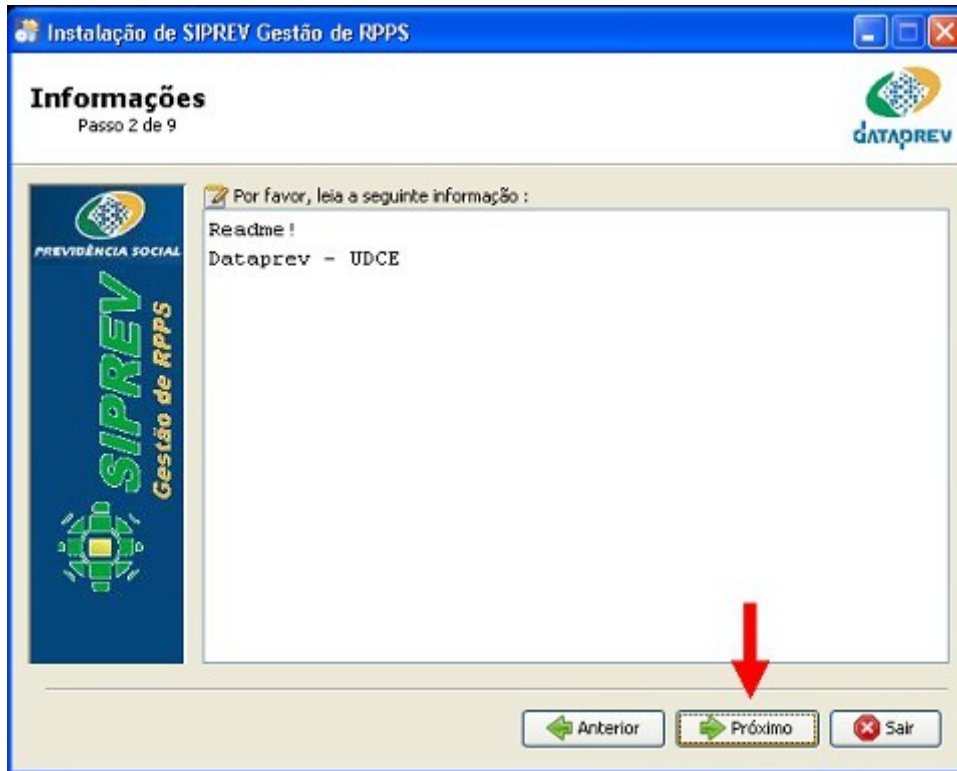 Instalação de SIPREV Gestão de RPPS
Informações
Passo 2 de 9
DATAPREV
PREVIDÊNCIA SOCIAL
SIPREV
Gestão de RPPS
Por favor, leia a seguinte informação :
Readme!
Dataprev - UDCE
Anterior
Próximo
Sair